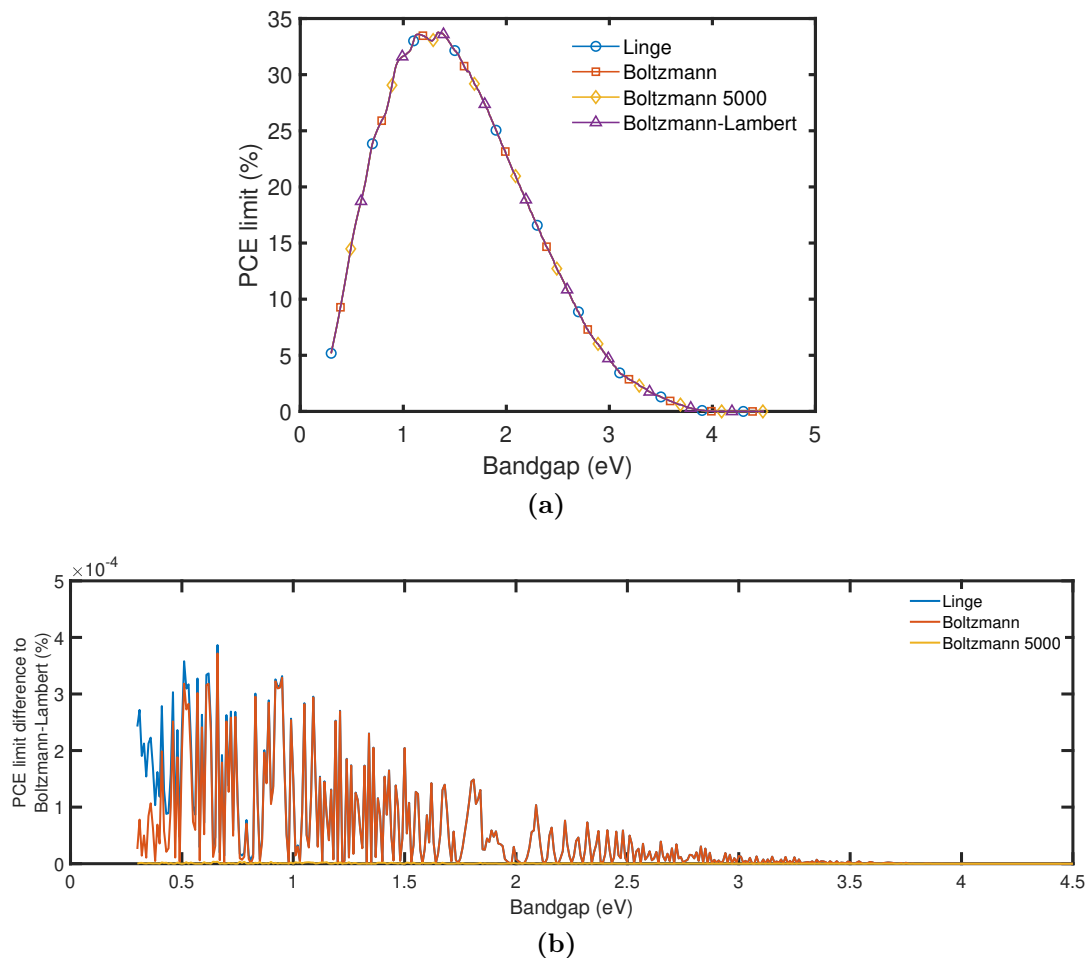 35
30
25
20
15
10
5
0
PCE limit (%)
Linge
Boltzmann
Boltzmann 5000
Boltzmann-Lambert
0 1 2 3 4 5
Bandgap (eV)
(a)
5 ×10⁻⁴
4
3
2
1
0
PCE limit difference to
Boltzmann-Lambert (%)
Linge
Boltzmann
Boltzmann 5000
0 0.5 1 1.5 2 2.5 3 3.5 4 4.5
Bandgap (eV)
(b)